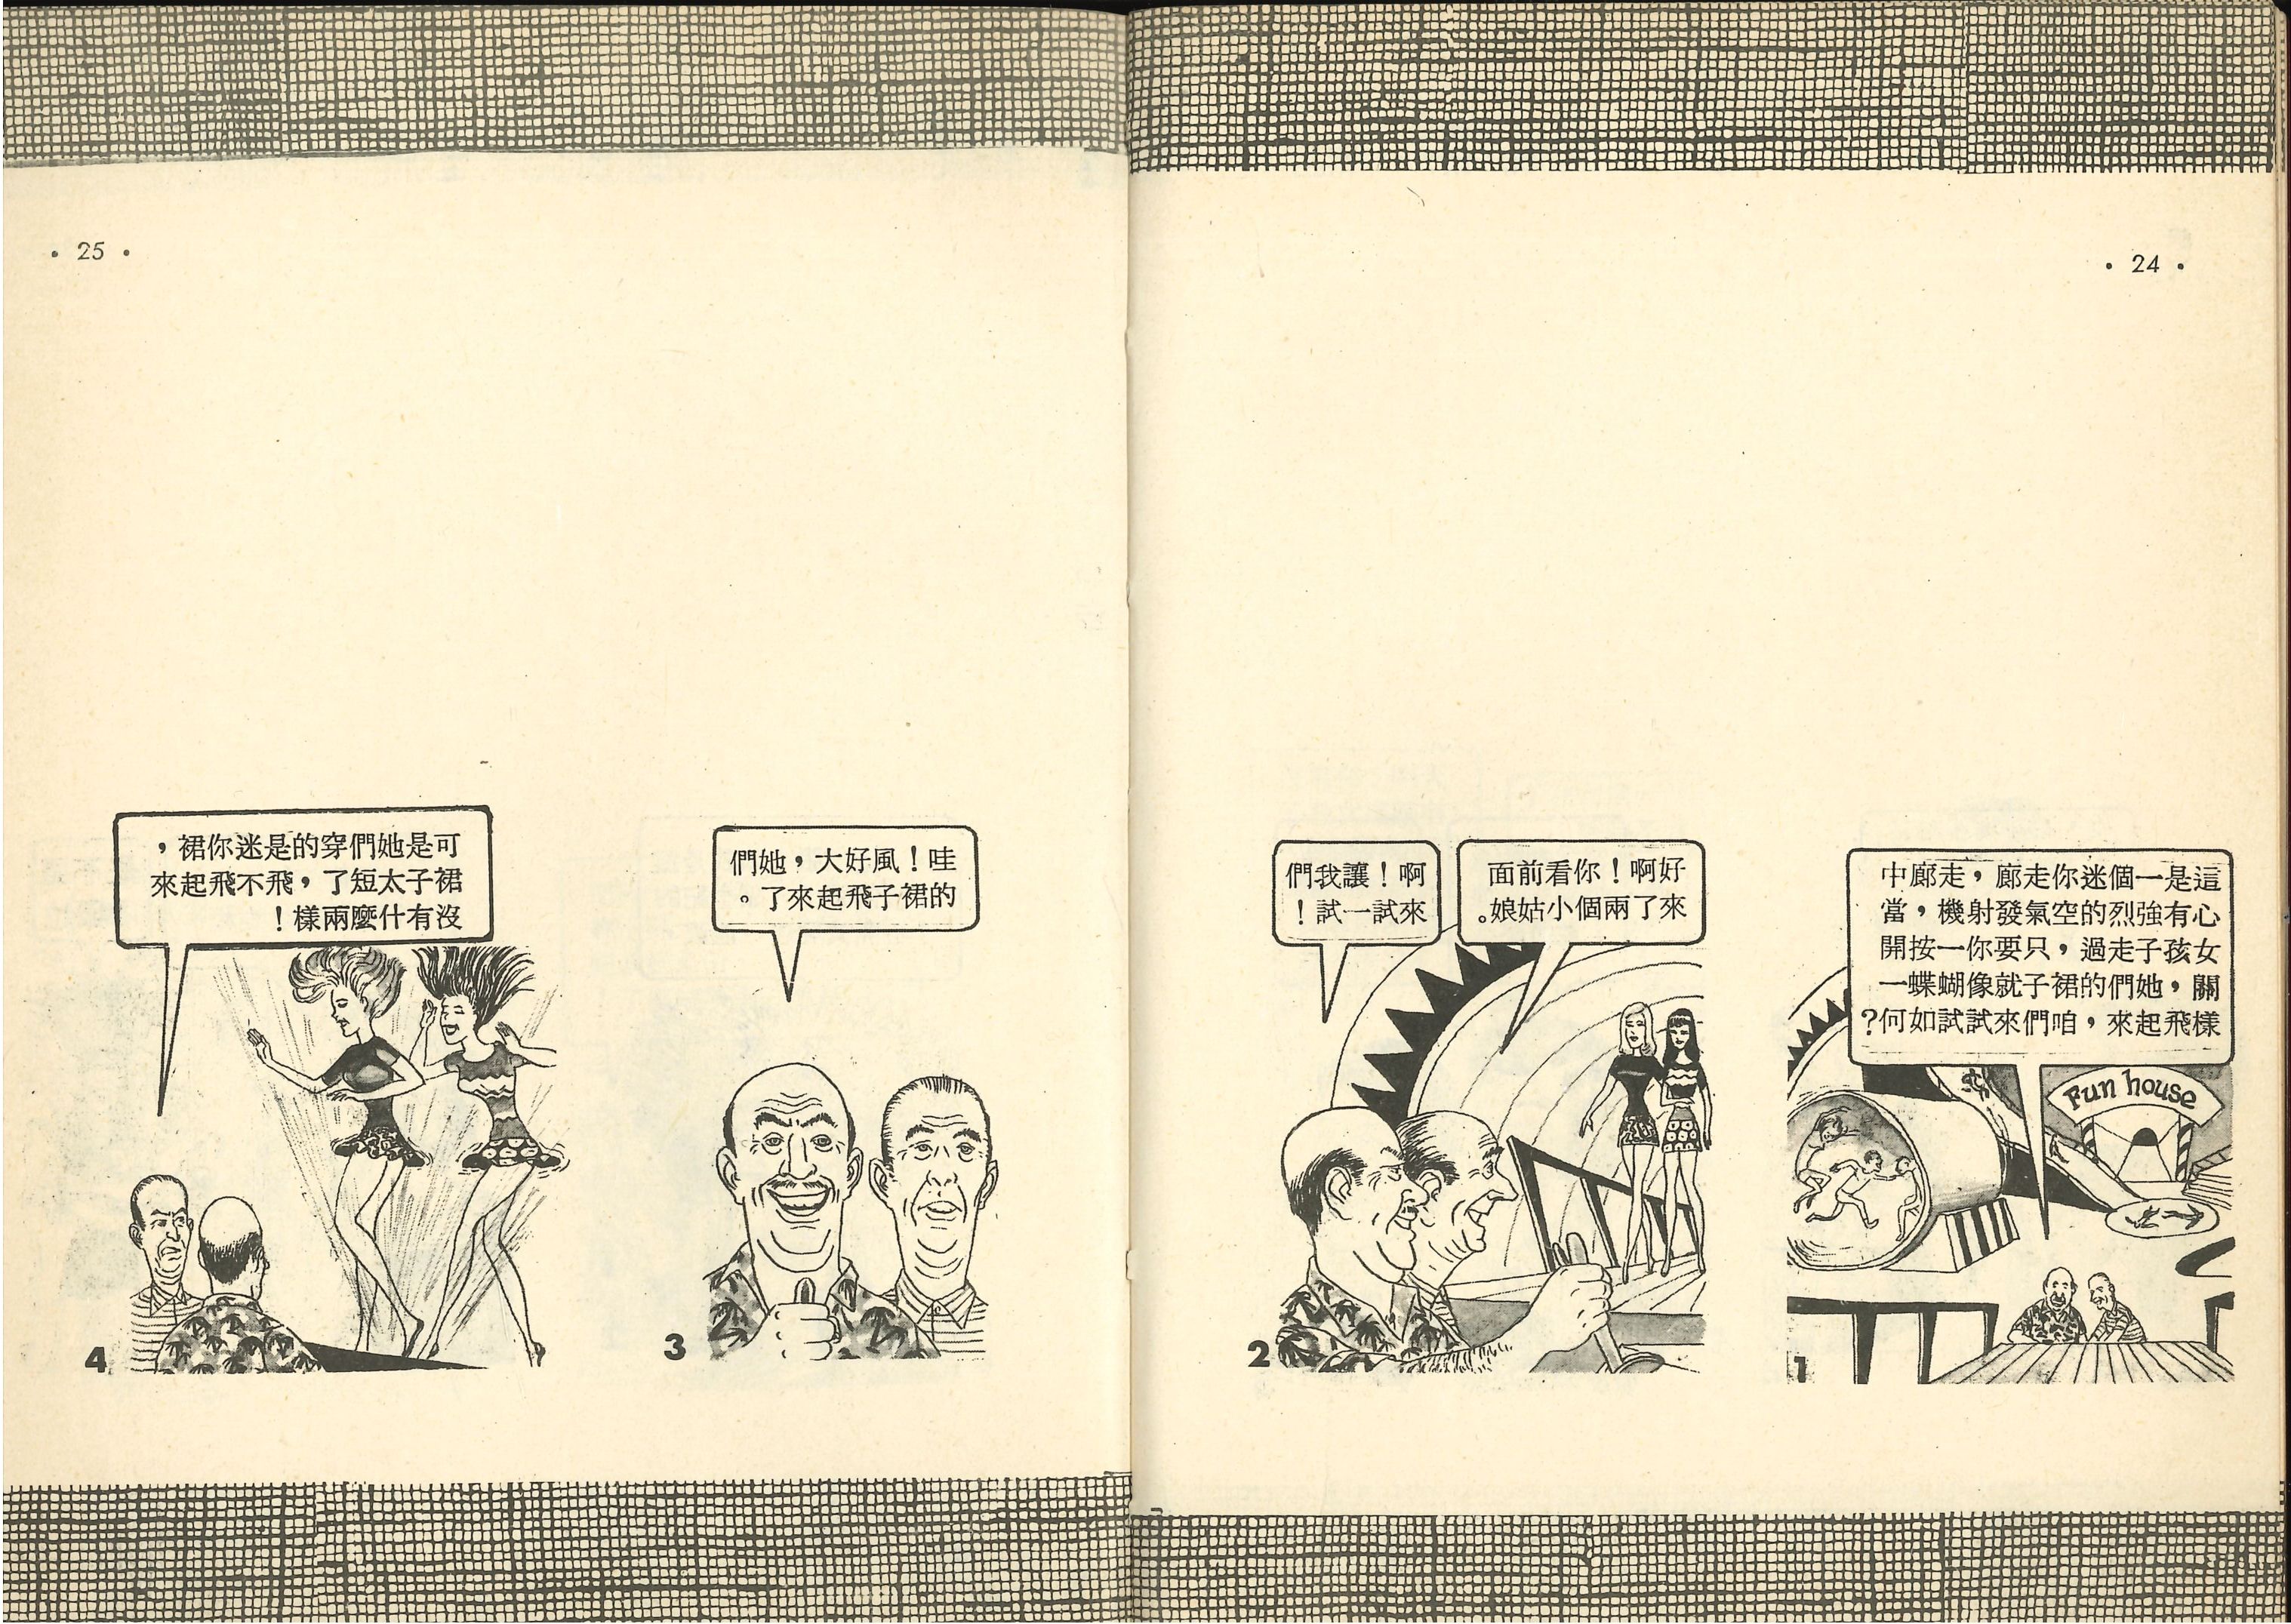 · 24 ·
這是一個迷你走廊，走廊中
心有強烈的空氣發射機，當
女孩子走過，只要你一按開
關，她們的裙子就像蝴蝶一
樣飛起來，咱們來試試如何?
Fun house
1
好啊！你看前面
來了兩個小姑娘。
啊！讓我們
來試一試！
2
· 25 ·
哇！風好大，她們
的裙子飛起來了。
3
可是她們穿的是迷你裙，
裙子太短了，飛不飛起來
沒有什麼兩樣！
4